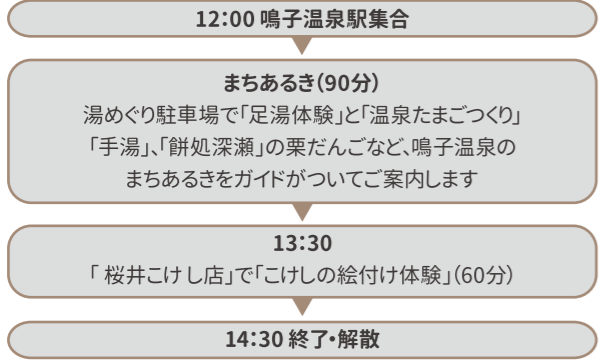 12：00 鳴子温泉駅集合
まちあるき（90分）
湯めぐり駐車場で「足湯体験」と「温泉たまごつくり」
「手湯」、「餅処深瀬」の栗だんごなど、鳴子温泉の
まちあるきをガイドがついてご案内します
13：30
「 桜井こけし店」で「こけしの絵付け体験」（60分）
14：30 終了・解散